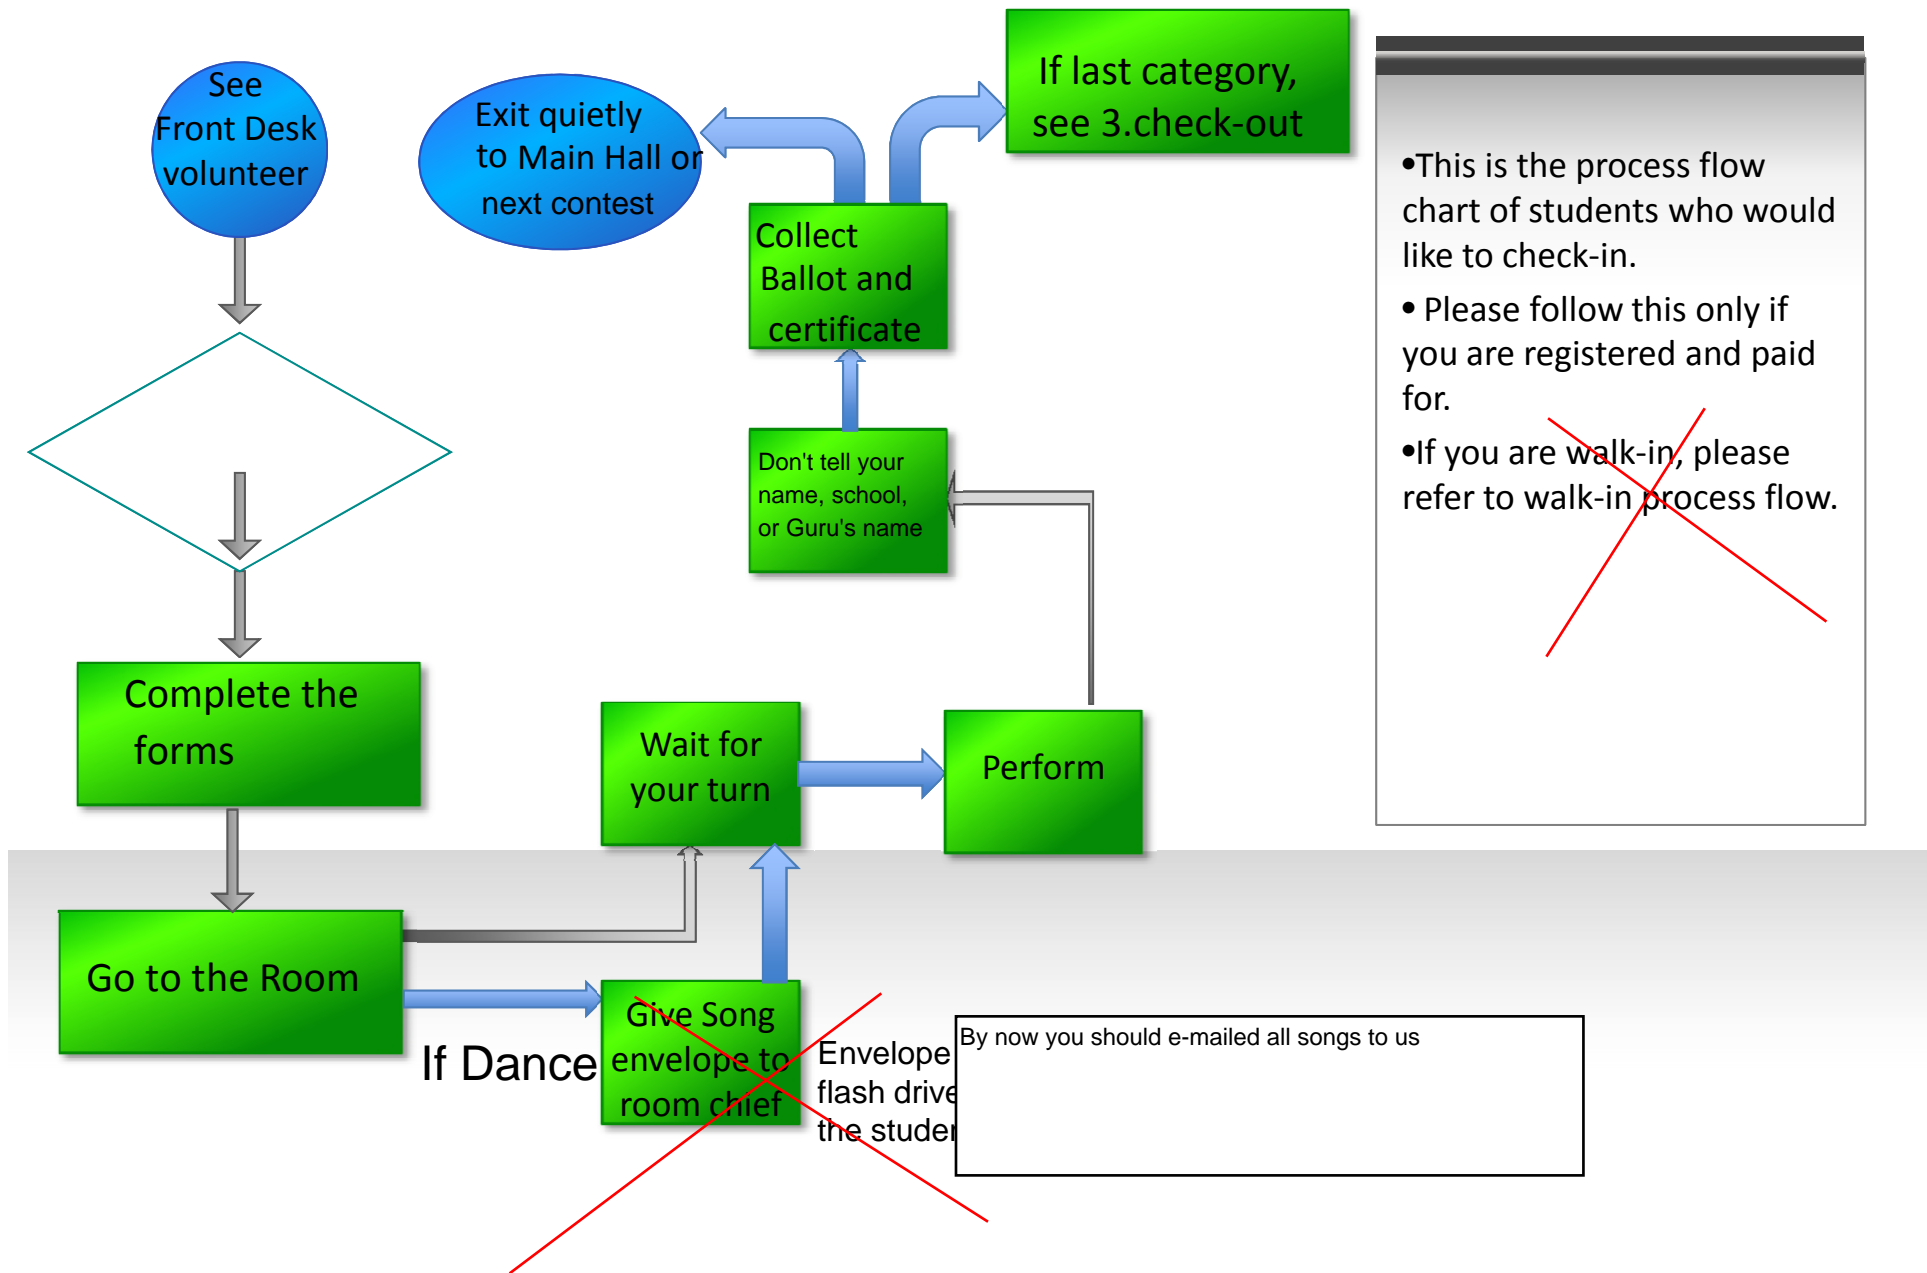 See
Front Desk
volunteer
Exit quietly
to Main Hall or
next contest
If last category,
see 3.check-out
Collect
Ballot and
certificate
Don't tell your
name, school,
or Guru's name
Complete the
forms
Wait for
your turn
Perform
Go to the Room
If Dance
Give Song
envelope to
room chief
Envelope
flash drive
the
By now you should e-mailed all songs to us
•This is the process flow
chart of students who would
like to check-in.
• Please follow this only if
you are registered and paid
for.
•If you are walk-in, please
refer to walk-in process flow.